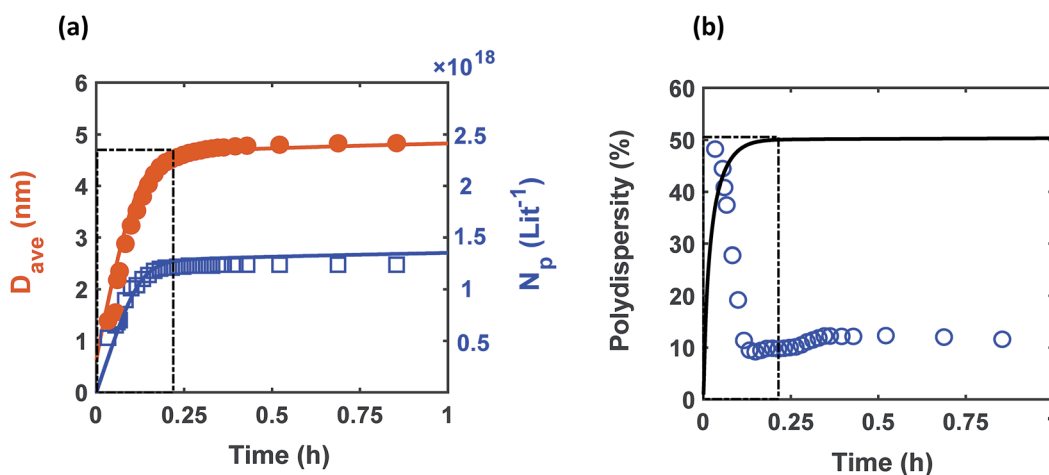 (a)
×10^18
6
5
4
3
2
1
0
2.5
2
1.5
1
0.5
D_ave (nm)
N_p (Lit^-1)
0 0.25 0.5 0.75 1
Time (h)
(b)
60
50
40
30
20
10
0
Polydispersity (%)
0 0.25 0.5 0.75
Time (h)